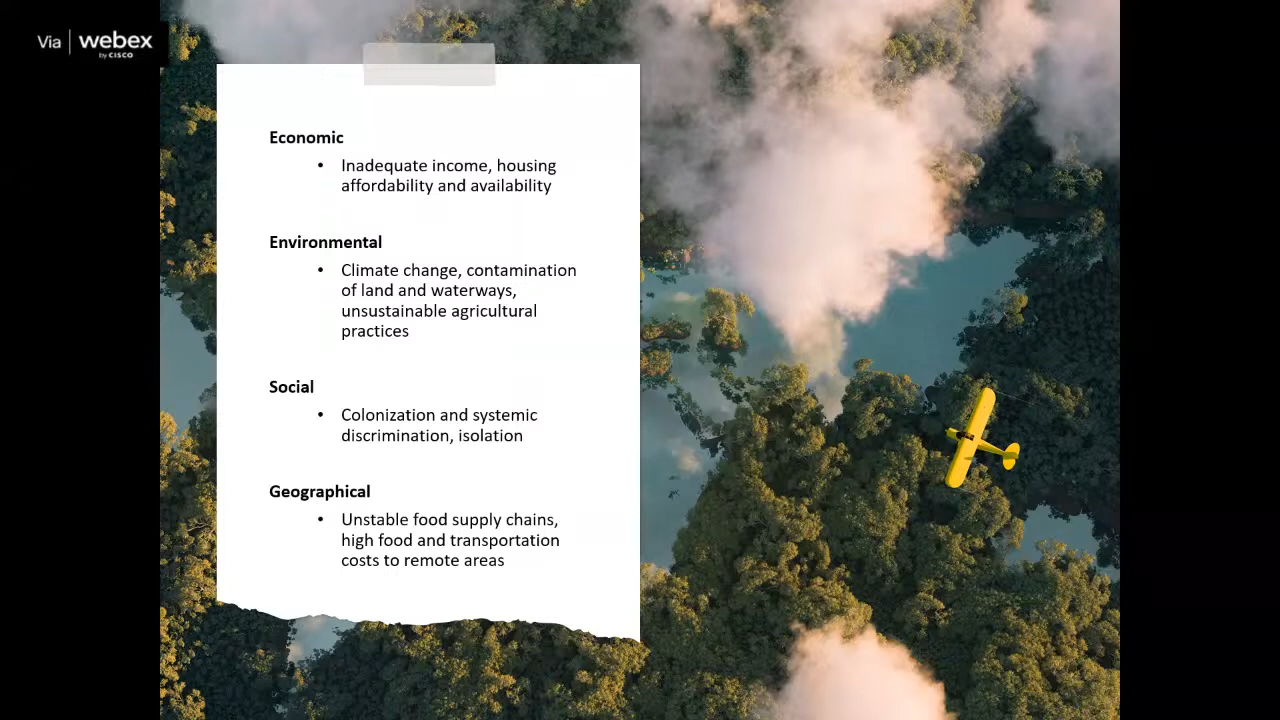 Via | webex
by CISCO
Economic
• Inadequate income, housing
affordability and availability
Environmental
• Climate change, contamination
of land and waterways,
unsustainable agricultural
practices
Social
• Colonization and systemic
discrimination, isolation
Geographical
• Unstable food supply chains,
high food and transportation
costs to remote areas